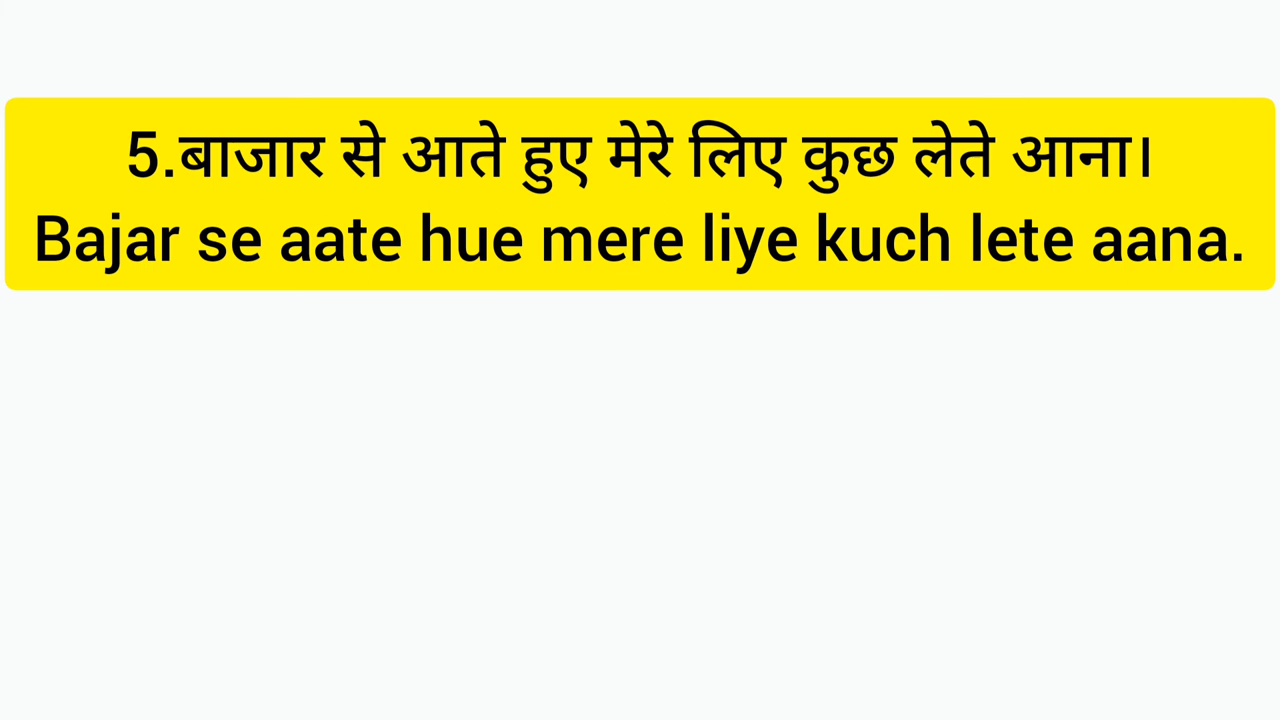 5.बाजार से आते हुए मेरे लिए कुछ लेते आना।
Bajar se aate hue mere liye kuch lete aana.